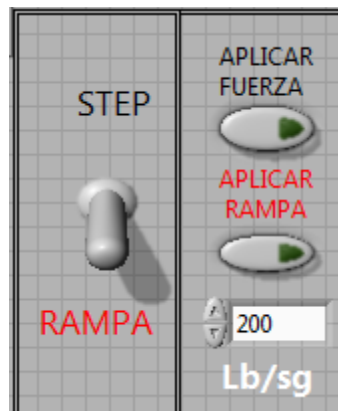 STEP
RAMPA
APLICAR
FUERZA
APLICAR
RAMPA
200
Lb/sg